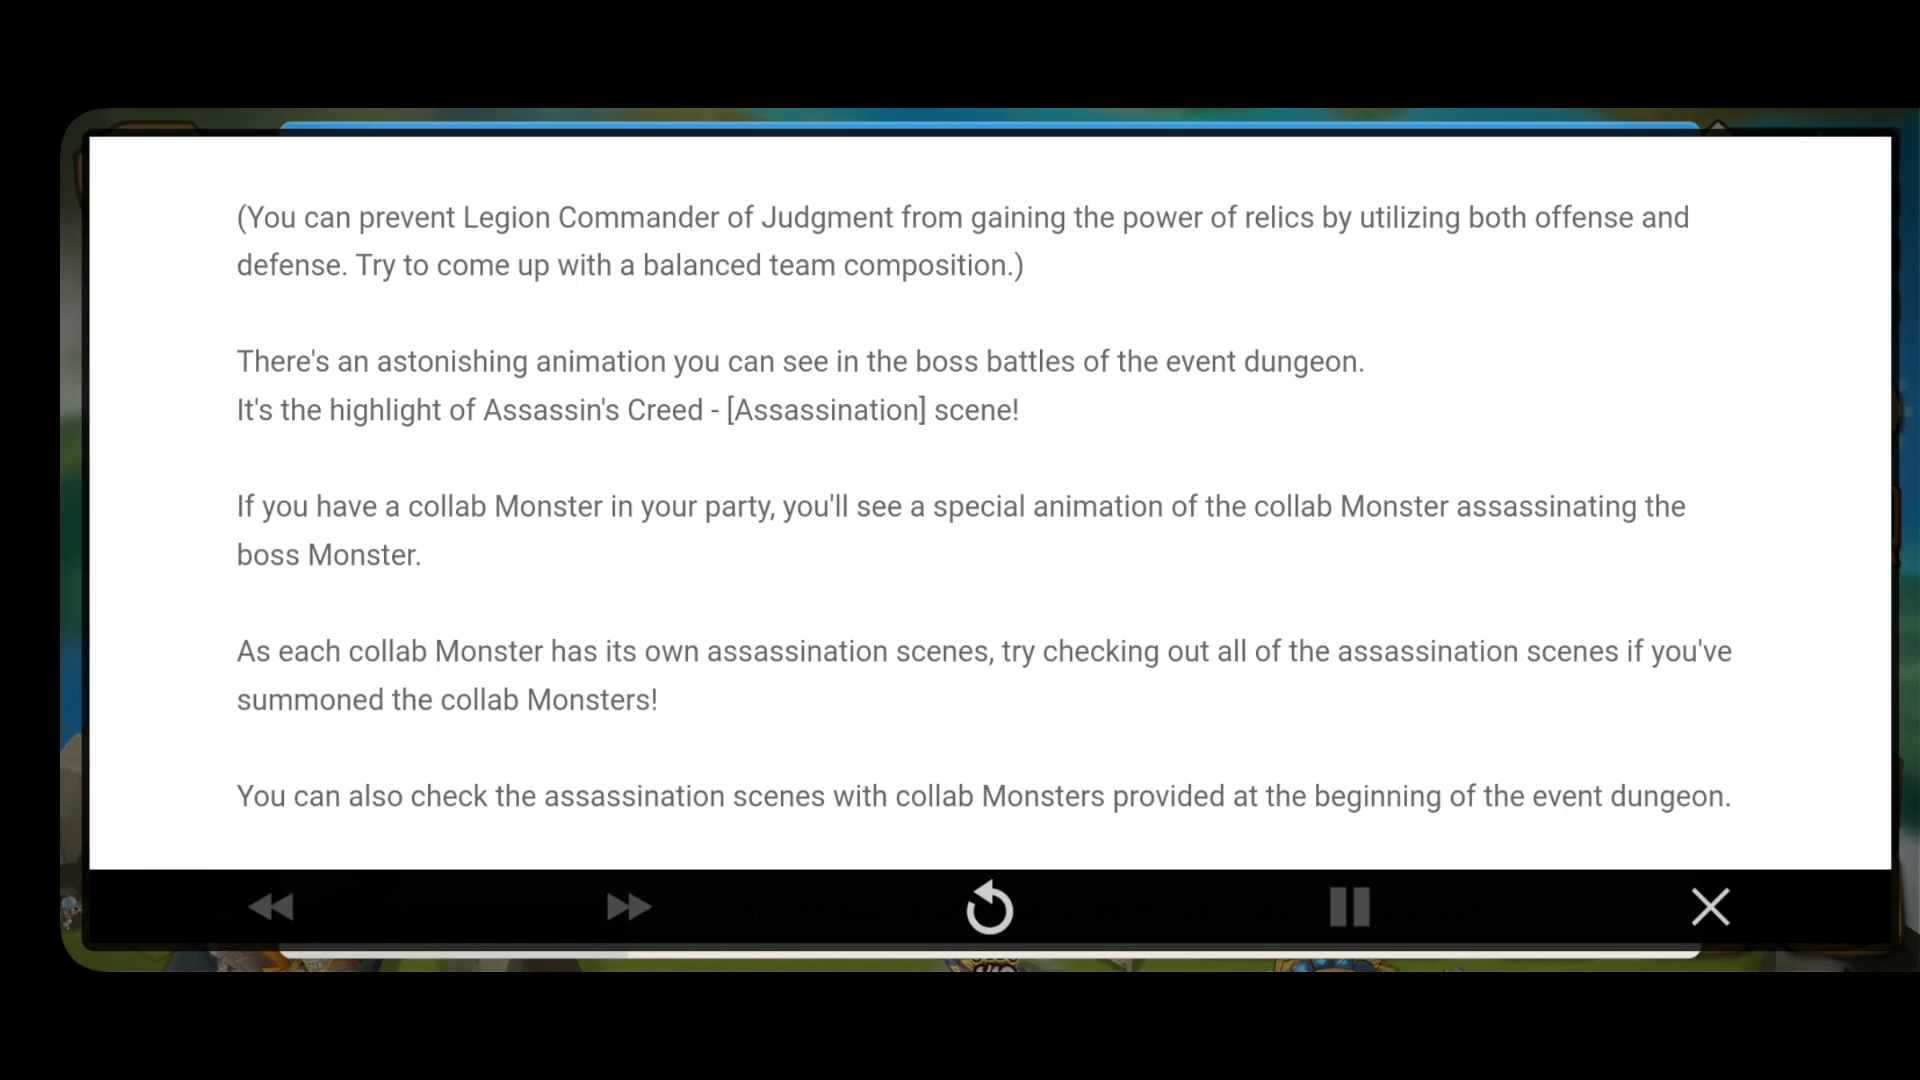 (You can prevent Legion Commander of Judgment from gaining the power of relics by utilizing both offense and
defense. Try to come up with a balanced team composition.)
There's an astonishing animation you can see in the boss battles of the event dungeon.
It's the highlight of Assassin's Creed - [Assassination] scene!
If you have a collab Monster in your party, you'll see a special animation of the collab Monster assassinating the
boss Monster.
As each collab Monster has its own assassination scenes, try checking out all of the assassination scenes if you've
summoned the collab Monsters!
You can also check the assassination scenes with collab Monsters provided at the beginning of the event dungeon.